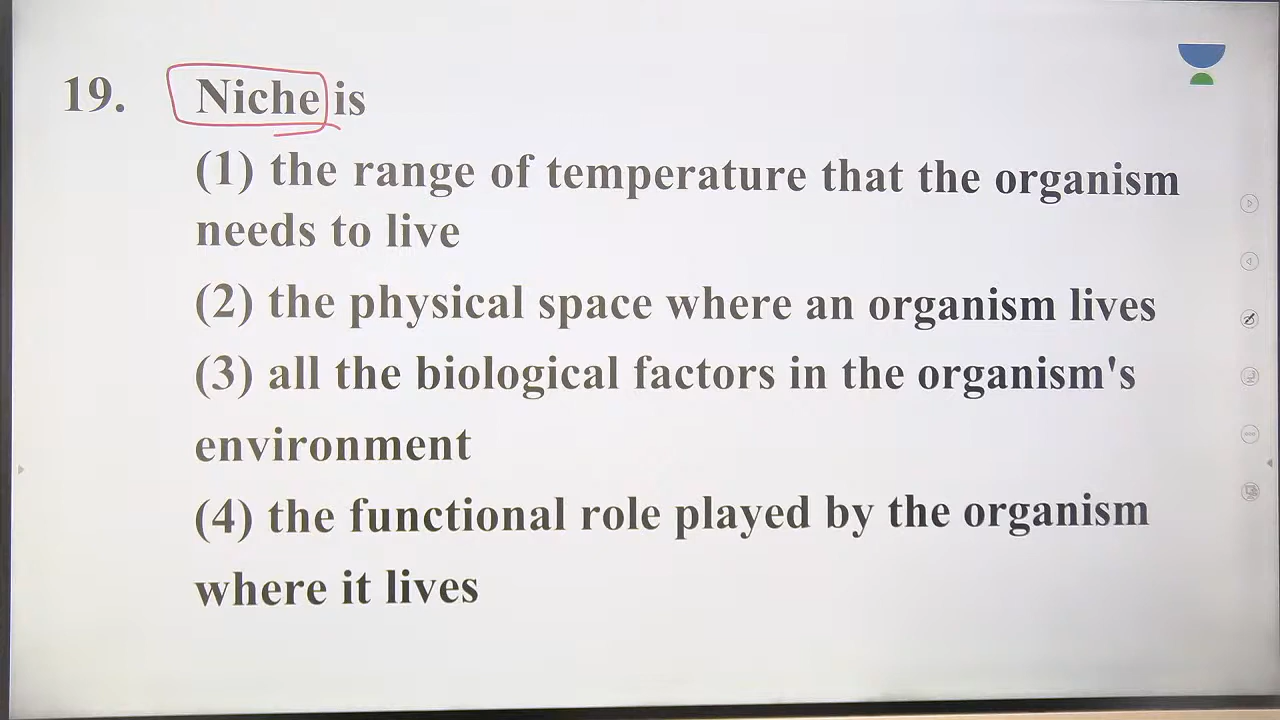 19. Niche is
(1) the range of temperature that the organism
needs to live
(2) the physical space where an organism lives
(3) all the biological factors in the organism's
environment
(4) the functional role played by the organism
where it lives